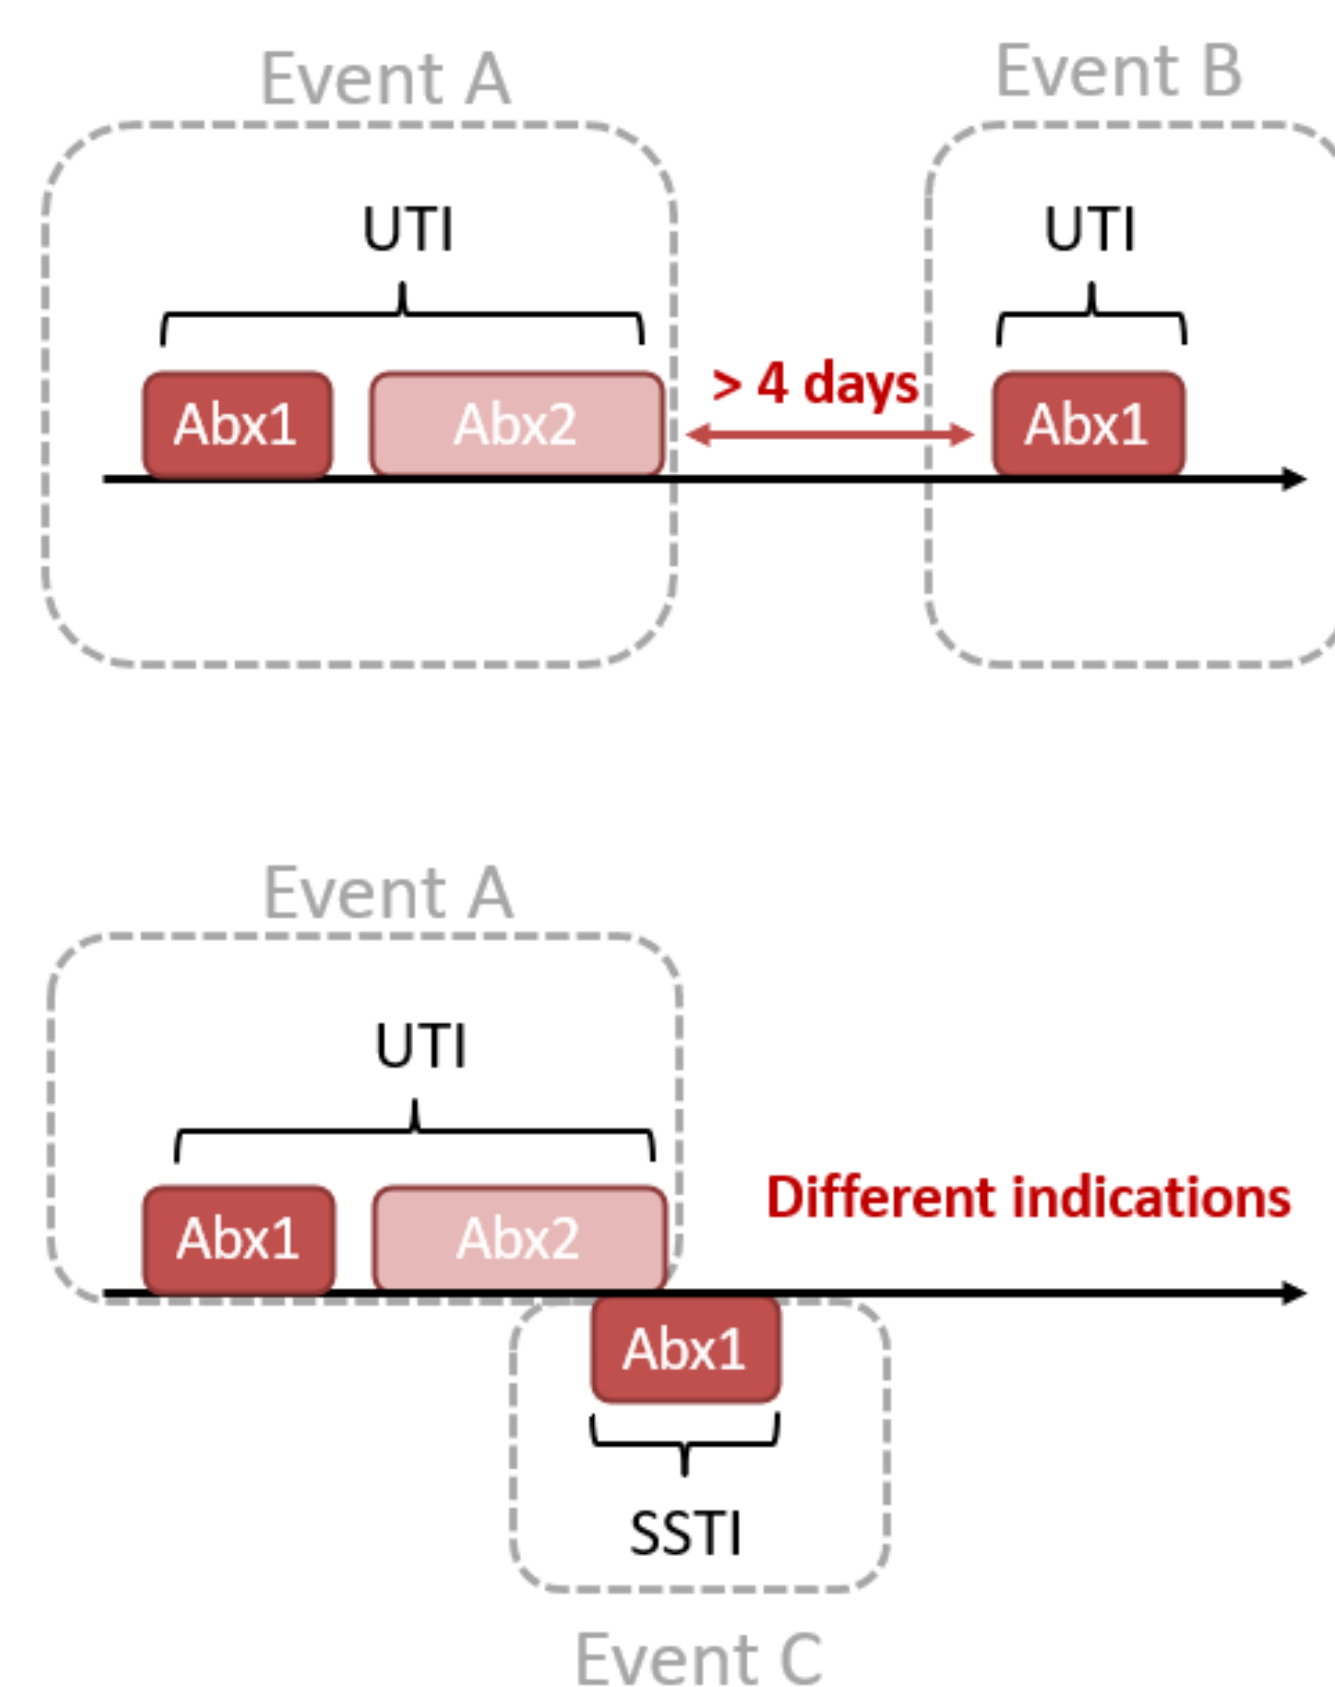 Event A
Event B
UTI
UTI
> 4 days
Abx1
Abx2
Abx1
Event A
UTI
Different indications
Abx1
Abx2
Abx1
SSTI
Event C